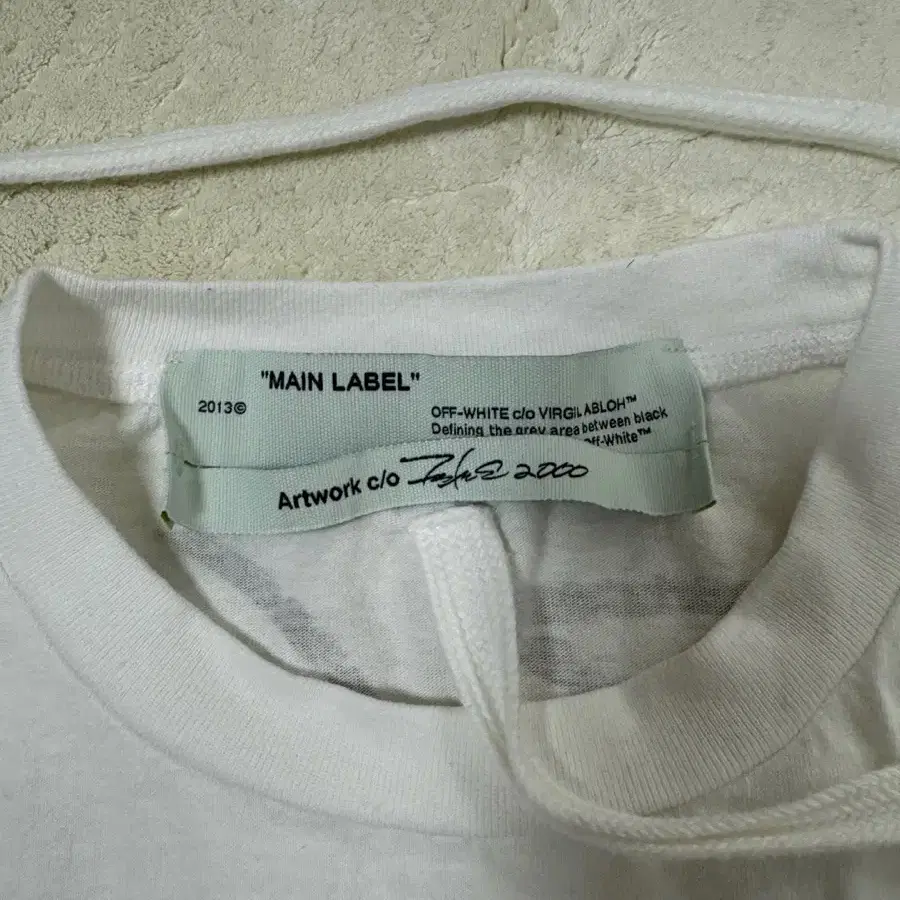 "MAIN LABEL"
2013©
OFF-WHITE c/o VIRGIL ABLOH™
Defining the grey area between black
Off-White™
Artwork c/o 2000